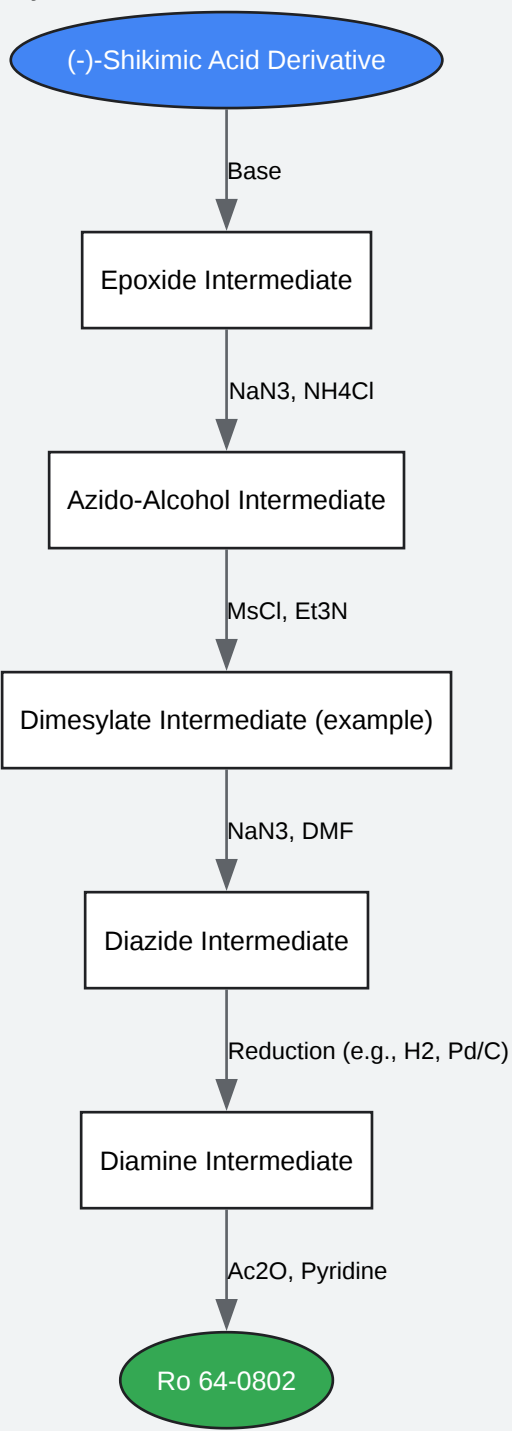 (-)-Shikimic Acid Derivative
Base
Epoxide Intermediate
NaN3, NH4Cl
Azido-Alcohol Intermediate
MsCl, Et3N
Dimesylate Intermediate (example)
NaN3, DMF
Diazide Intermediate
Reduction (e.g., H2, Pd/C)
Diamine Intermediate
Ac2O, Pyridine
Ro 64-0802